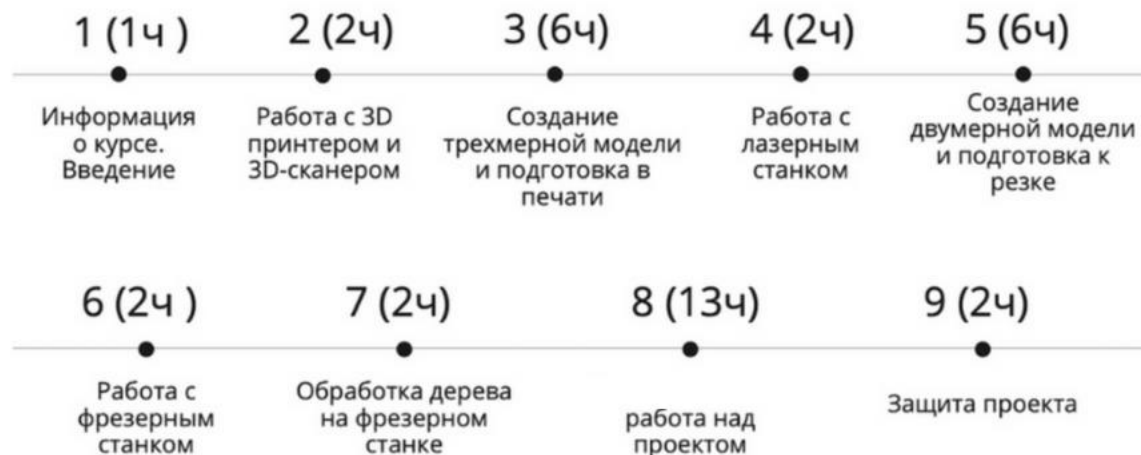 1 (1ч )
Информация
о курсе.
Введение
2 (2ч)
Работа с 3D
принтером и
3D-сканером
3 (6ч)
Создание
трехмерной модели
и подготовка в
печати
4 (2ч)
Работа с
лазерным
станком
5 (6ч)
Создание
двумерной модели
и подготовка к
резке
6 (2ч )
Работа с
фрезерным
станком
7 (2ч)
Обработка дерева
на фрезерном
станке
8 (13ч)
работа над
проектом
9 (2ч)
Защита проекта